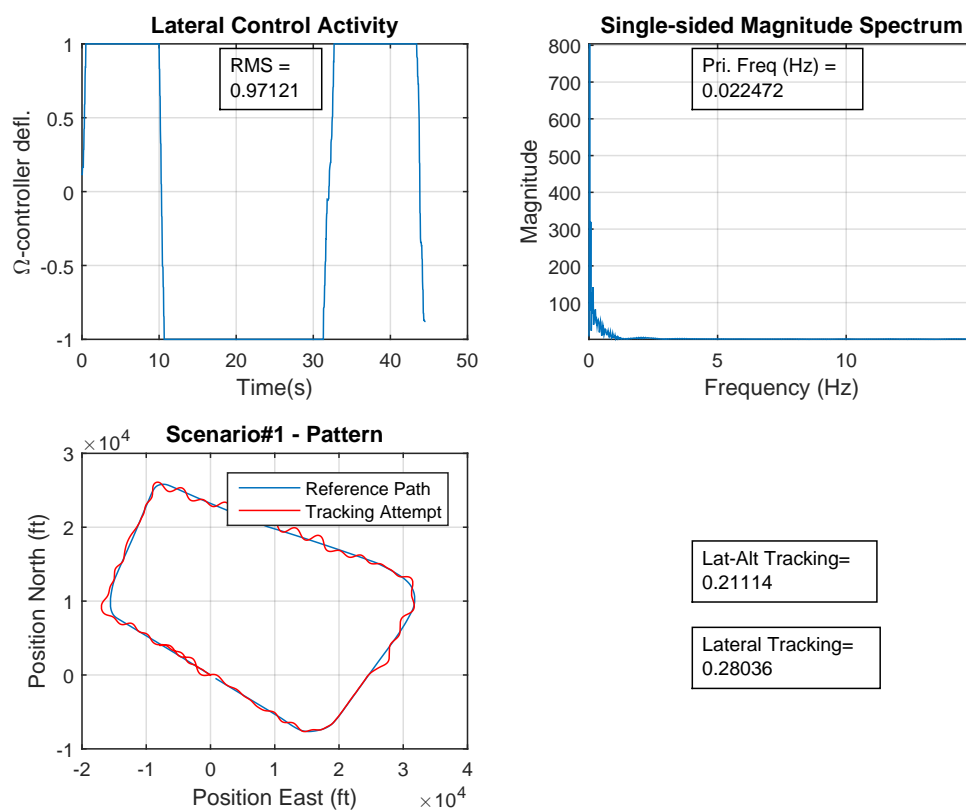 Lateral Control Activity
1
0.5
0
-0.5
-1
Ω-controller defl.
RMS =
0.97121
0
10
20
30
40
50
Time(s)
Single-sided Magnitude Spectrum
800
700
600
500
400
300
200
100
Magnitude
Pri. Freq (Hz) =
0.022472
0
5
10
Frequency (Hz)
Scenario#1 - Pattern
×10⁴
3
2
1
0
-1
Position North (ft)
Reference Path
Tracking Attempt
-2
-1
0
1
2
3
4
Position East (ft)
×10⁴
Lat-Alt Tracking=
0.21114
Lateral Tracking=
0.28036